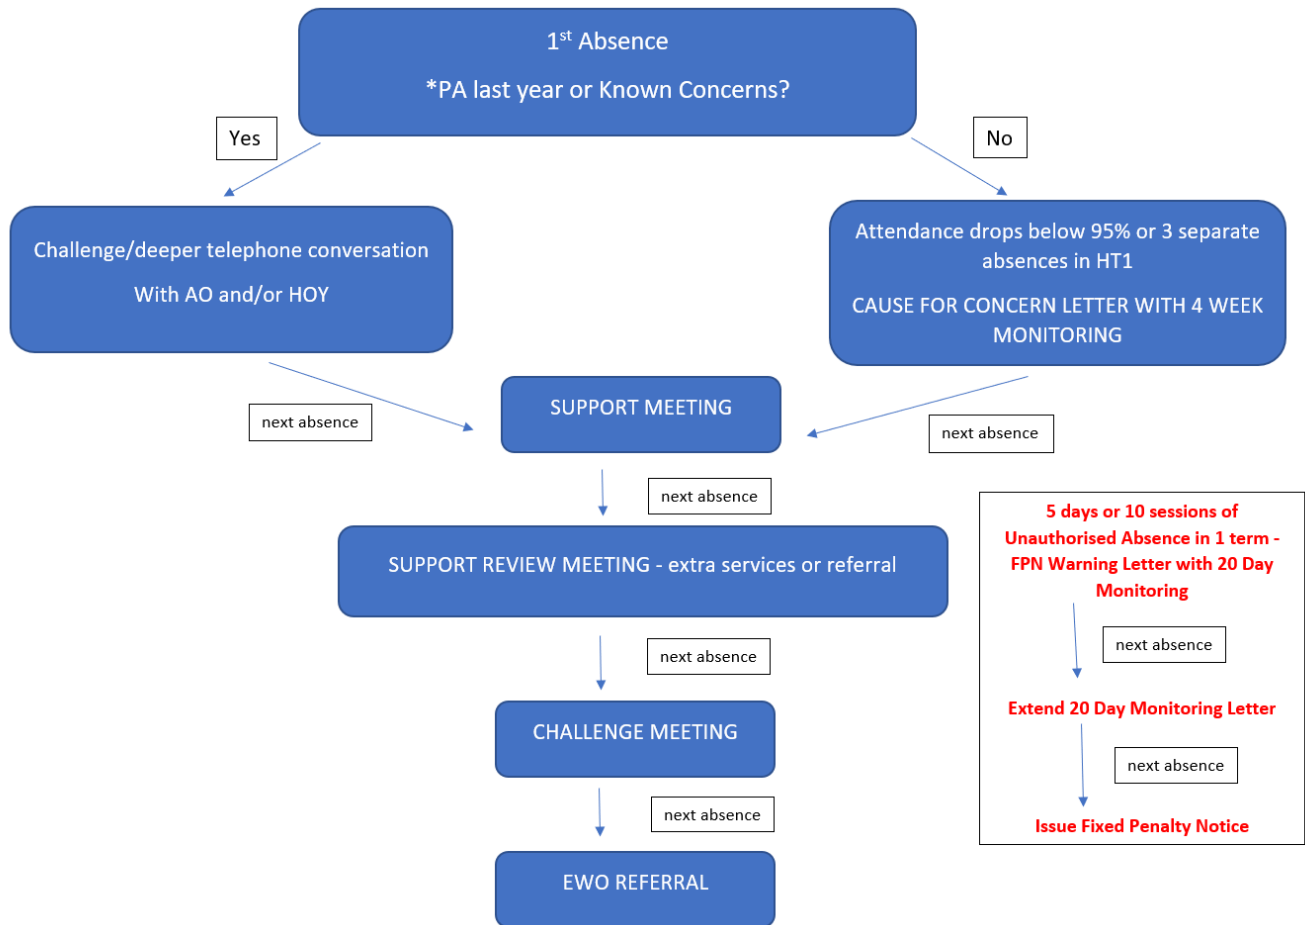 1st Absence
*PA last year or Known Concerns?
Yes
No
Challenge/deeper telephone conversation
With AO and/or HOY
Attendance drops below 95% or 3 separate
absences in HT1
CAUSE FOR CONCERN LETTER WITH 4 WEEK
MONITORING
next absence
SUPPORT MEETING
next absence
next absence
SUPPORT REVIEW MEETING - extra services or referral
next absence
CHALLENGE MEETING
next absence
EWO REFERRAL
5 days or 10 sessions of
Unauthorised Absence in 1 term -
FPN Warning Letter with 20 Day
Monitoring
next absence
Extend 20 Day Monitoring Letter
next absence
Issue Fixed Penalty Notice